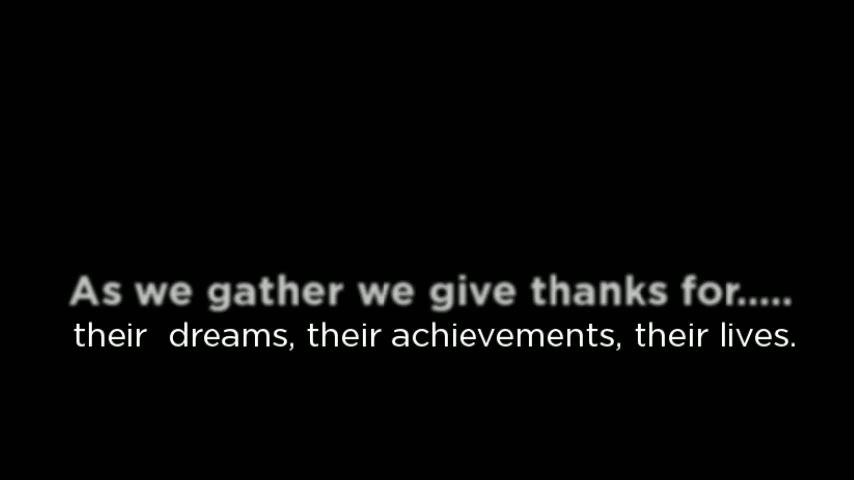 As we gather we give thanks for.....
their  dreams, their achievements, their lives.